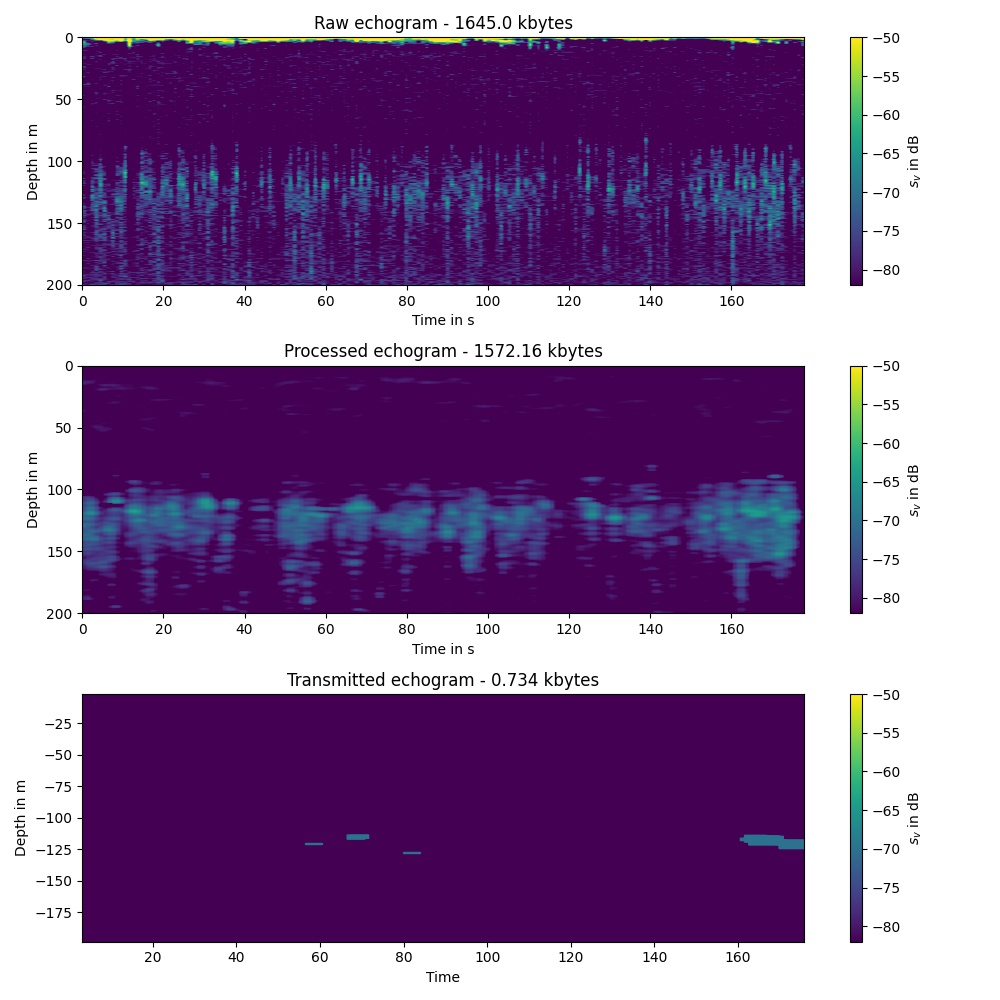 Raw echogram - 1645.0 kbytes
0
50
100
150
200
Depth in m
0 20 40 60 80 100 120 140 160
Time in s
−50
−55
−60
−65
−70
−75
−80
sv in dB
Processed echogram - 1572.16 kbytes
0
50
100
150
200
Depth in m
0 20 40 60 80 100 120 140 160
Time in s
−50
−55
−60
−65
−70
−75
−80
sv in dB
Transmitted echogram - 0.734 kbytes
−25
−50
−75
−100
−125
−150
−175
Depth in m
20 40 60 80 100 120 140 160
Time
−50
−55
−60
−65
−70
−75
−80
sv in dB